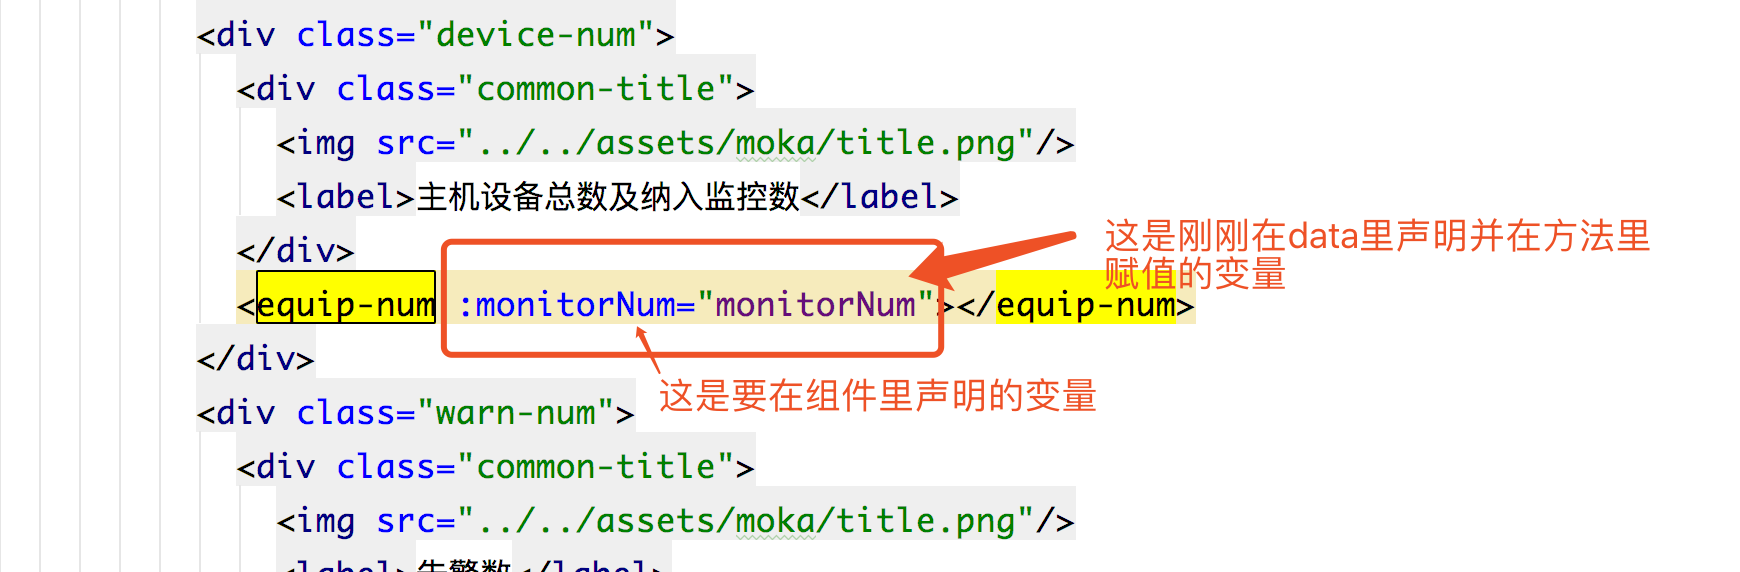 <div class="device-num">
<div class="common-title">
<img src="../../assets/moka/title.png"/>
<label>主机设备总数及纳入监控数</label>
</div>
这是刚刚在data里声明并在方法里
赋值的变量
<equip-num :monitorNum="monitorNum"></equip-num>
</div>
这是要在组件里声明的变量
<div class="warn-num">
<div class="common-title">
<img src="../../assets/moka/title.png"/>
<label>告警数</label>